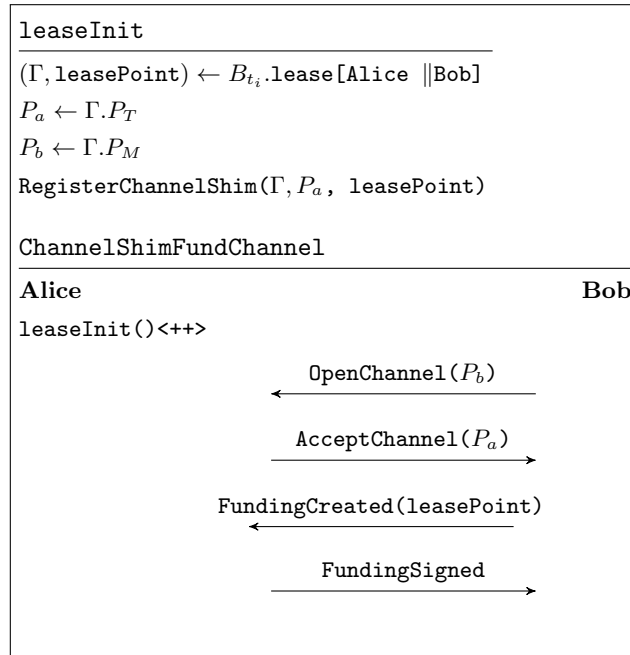 leaseInit
(Γ, leasePoint) ← B_{t_i}.lease[Alice ∥Bob]
P_a ← Γ.P_T
P_b ← Γ.P_M
RegisterChannelShim(Γ, P_a, leasePoint)
ChannelShimFundChannel
Alice Bob
leaseInit()<++>
OpenChannel(P_b)
AcceptChannel(P_a)
FundingCreated(leasePoint)
FundingSigned